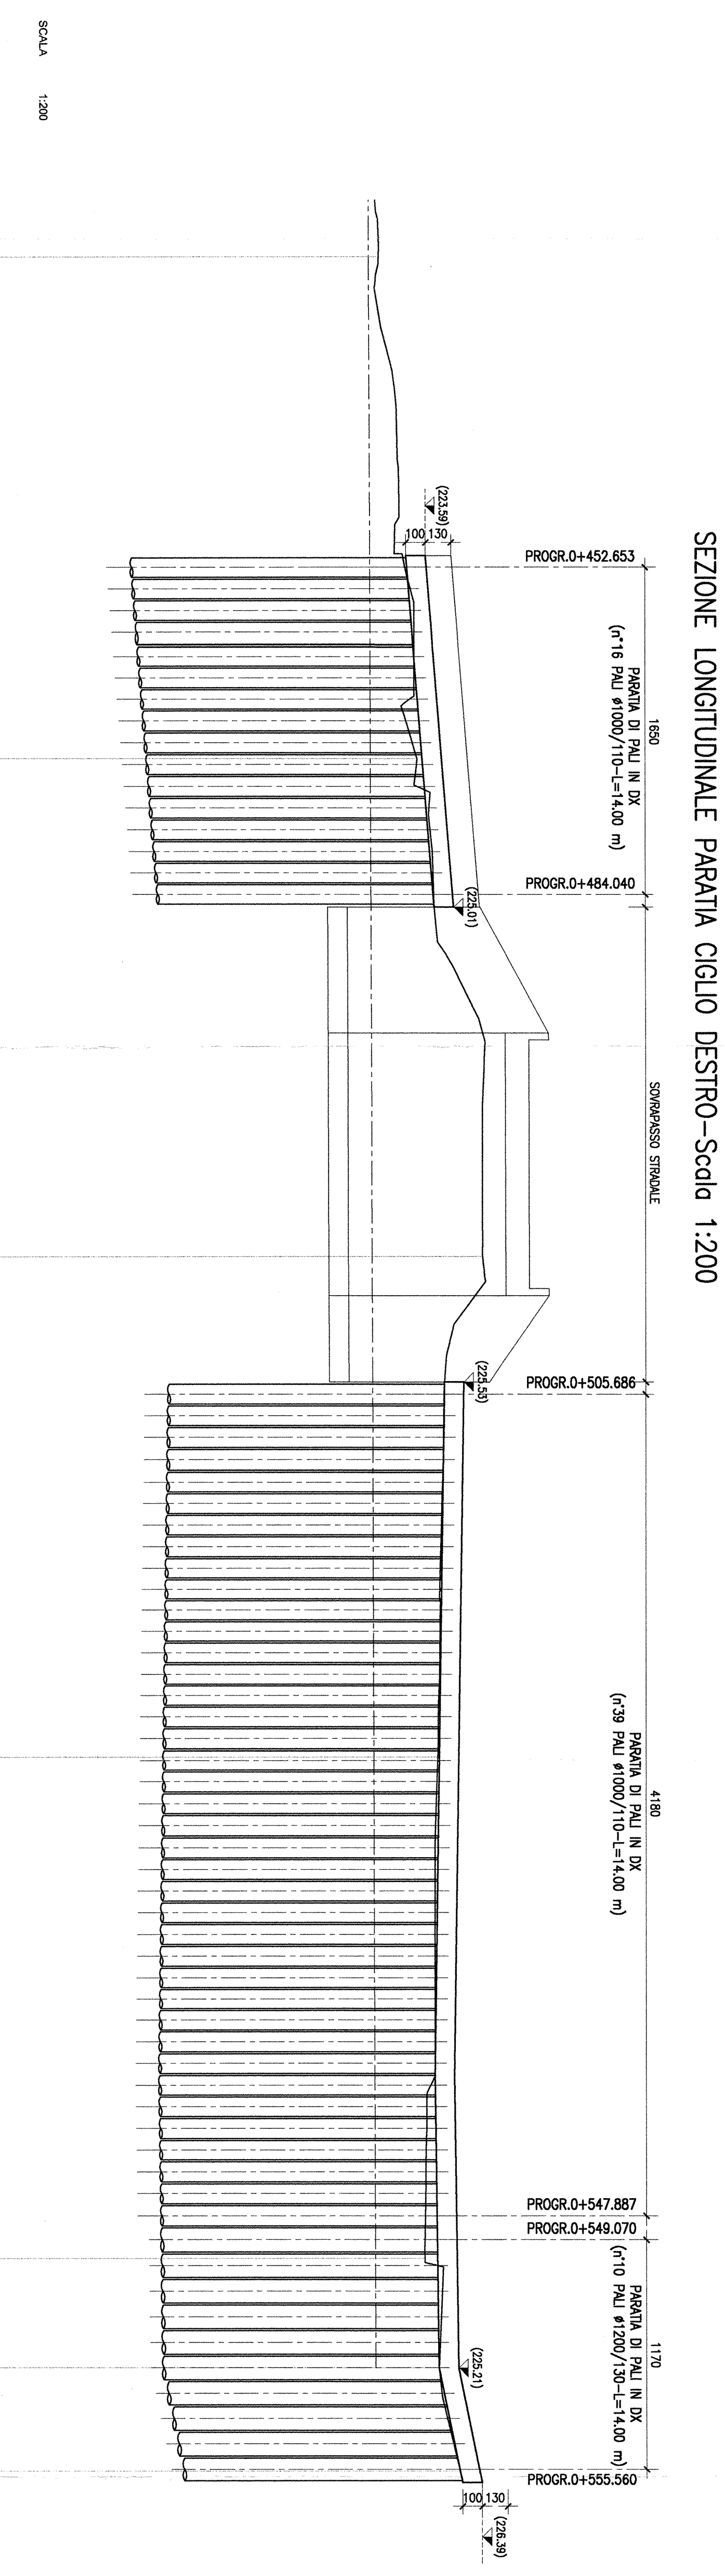 SEZIONE LONGITUDINALE PARATIA CIGLIO DESTRO-Scala 1:200
1650
PARATIA DI PALI IN DX
(n°16 PALI ø1000/110-L=14.00 m)
SOVRAPASSO STRADALE
4180
PARATIA DI PALI IN DX
(n°39 PALI ø1000/110-L=14.00 m)
1170
PARATIA DI PALI IN DX
(n°10 PALI ø1200/130-L=14.00 m)
PROGR.0+452.653
PROGR.0+484.040
PROGR.0+505.686
PROGR.0+547.887
PROGR.0+549.070
PROGR.0+555.560
(223.59)
100 130
(225.01)
(225.53)
(225.21)
100 130
(226.39)
SCALA 1:200